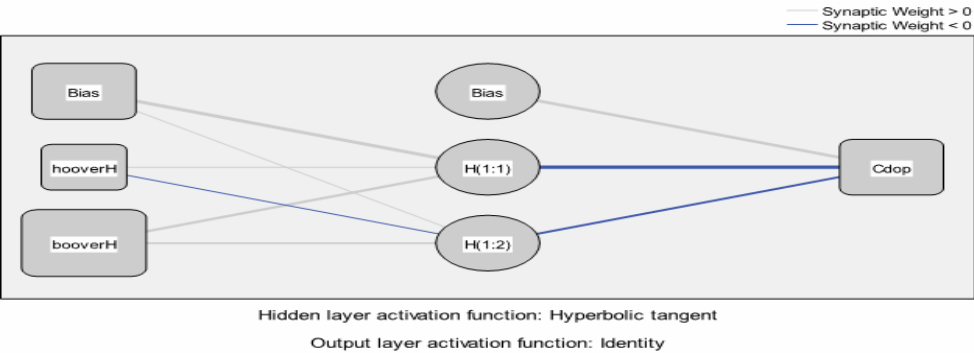 Synaptic Weight > 0
Synaptic Weight < 0
Bias
Bias
hooverH
H(1:1)
Cdop
booverH
H(1:2)
Hidden layer activation function: Hyperbolic tangent
Output layer activation function: Identity